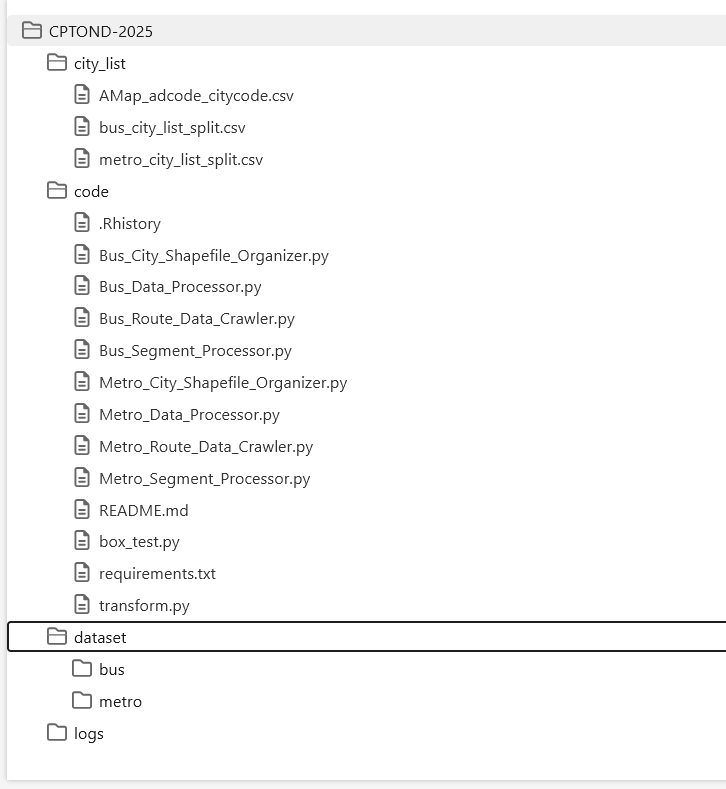 CPTOND-2025
city_list
AMap_adcode_citycode.csv
bus_city_list_split.csv
metro_city_list_split.csv
code
.Rhistory
Bus_City_Shapefile_Organizer.py
Bus_Data_Processor.py
Bus_Route_Data_Crawler.py
Bus_Segment_Processor.py
Metro_City_Shapefile_Organizer.py
Metro_Data_Processor.py
Metro_Route_Data_Crawler.py
Metro_Segment_Processor.py
README.md
box_test.py
requirements.txt
transform.py
dataset
bus
metro
logs